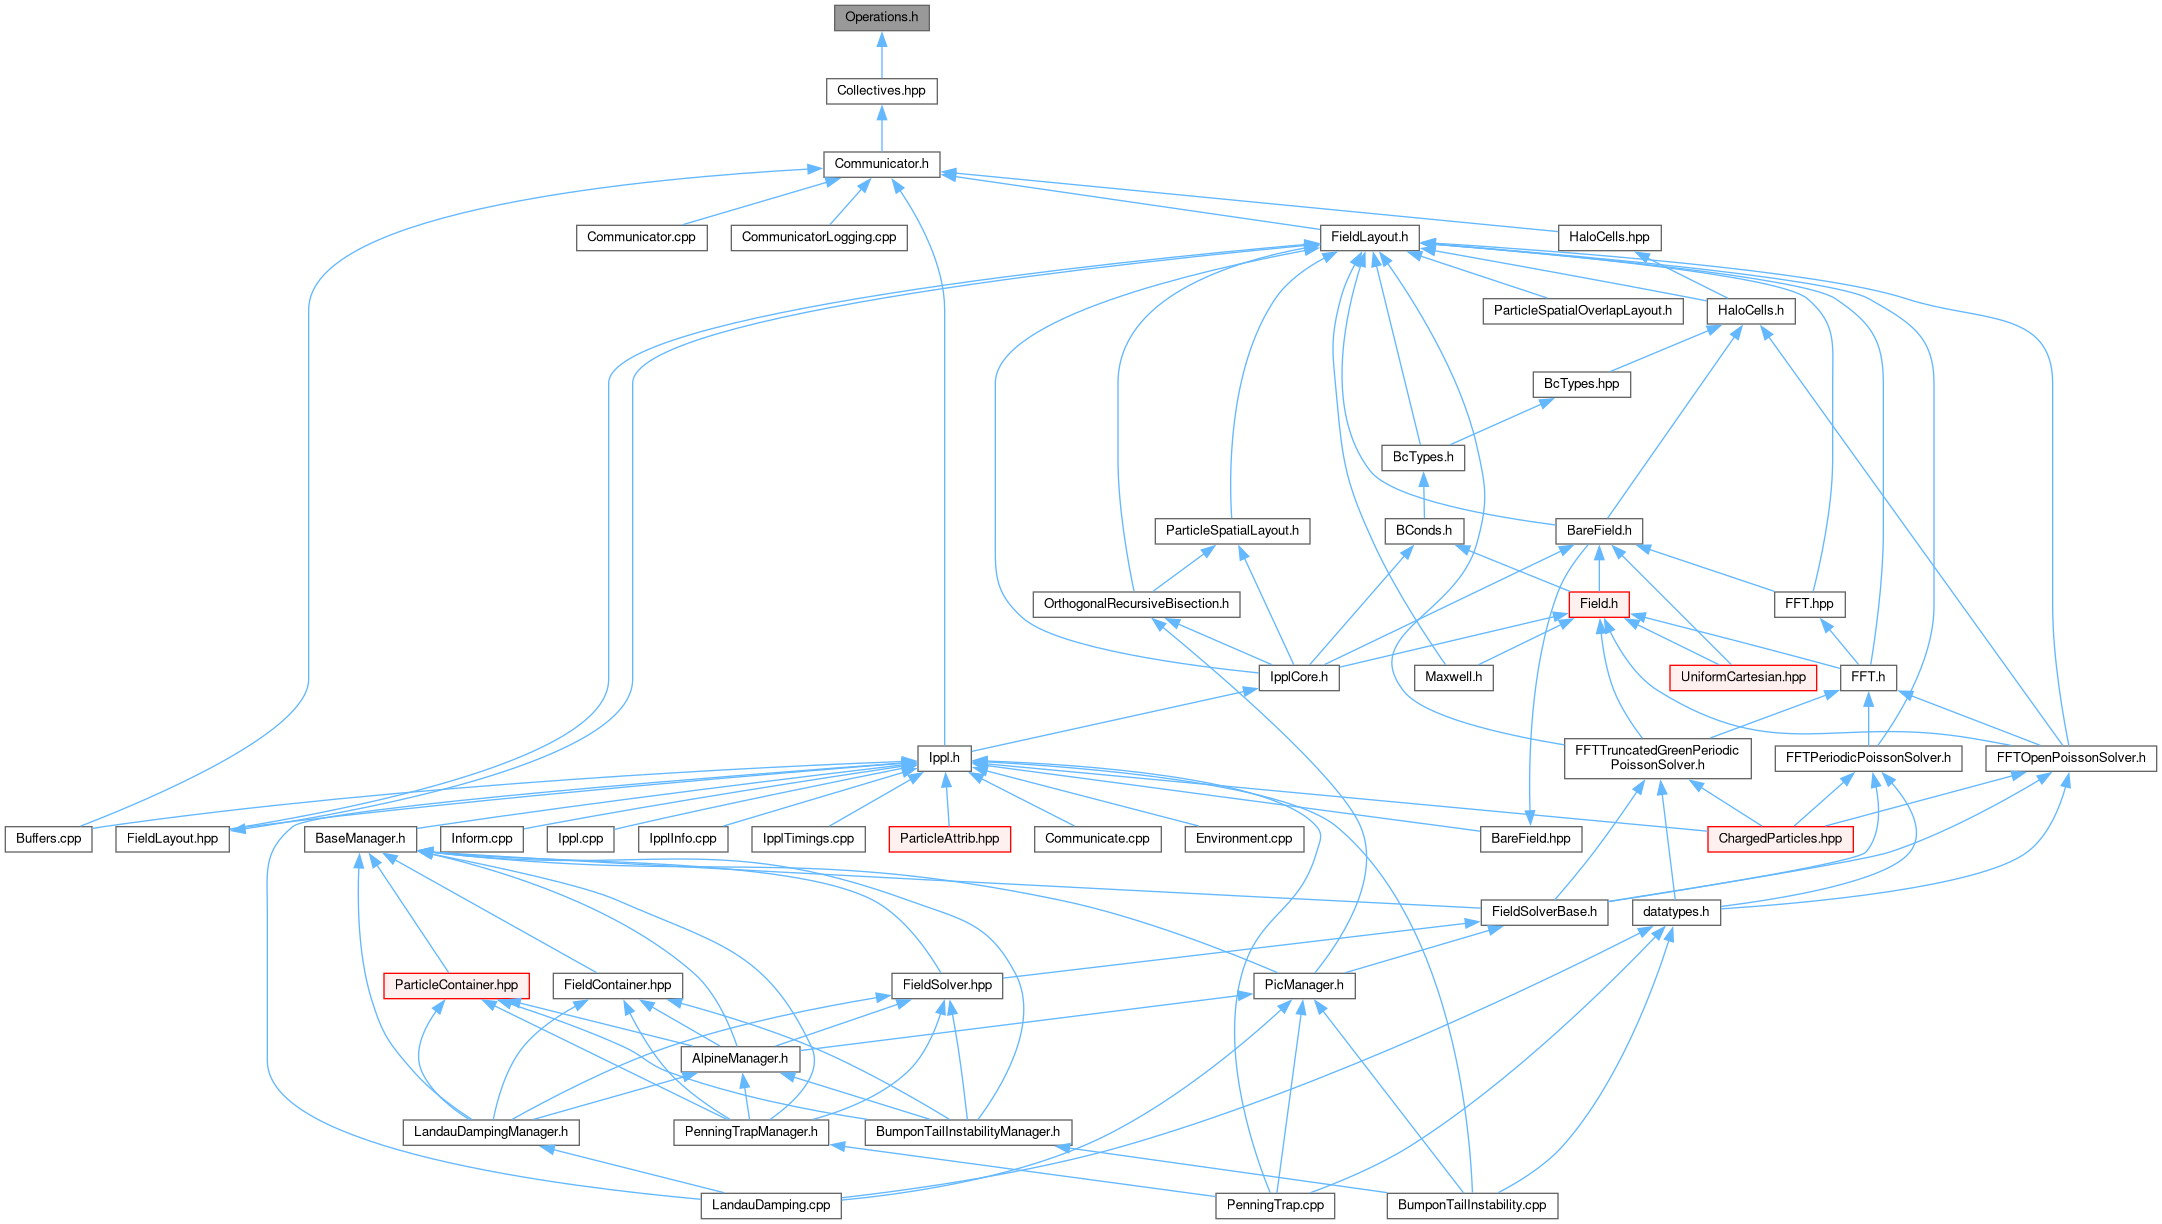 Operations.h
Collectives.hpp
Communicator.h
Communicator.cpp
CommunicatorLogging.cpp
FieldLayout.h
HaloCells.hpp
ParticleSpatialOverlapLayout.h
HaloCells.h
BcTypes.hpp
BcTypes.h
ParticleSpatialLayout.h
BConds.h
BareField.h
OrthogonalRecursiveBisection.h
Field.h
FFT.hpp
IpplCore.h
Maxwell.h
UniformCartesian.hpp
FFT.h
Ippl.h
FFTTruncatedGreenPeriodic
PoissonSolver.h
FFTPeriodicPoissonSolver.h
FFTOpenPoissonSolver.h
Buffers.cpp
FieldLayout.hpp
BaseManager.h
Inform.cpp
Ippl.cpp
IpplInfo.cpp
IpplTimings.cpp
ParticleAttrib.hpp
Communicate.cpp
Environment.cpp
BareField.hpp
ChargedParticles.hpp
FieldSolverBase.h
datatypes.h
ParticleContainer.hpp
FieldContainer.hpp
FieldSolver.hpp
PicManager.h
AlpineManager.h
LandauDampingManager.h
PenningTrapManager.h
BumponTailInstabilityManager.h
LandauDamping.cpp
PenningTrap.cpp
BumponTailInstability.cpp